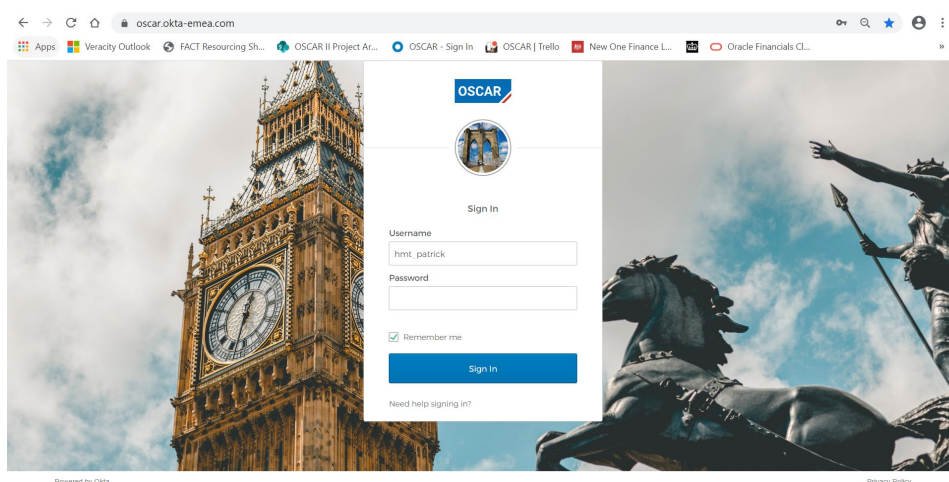 oscar.okta-emea.com
Apps Veracity Outlook FACT Resourcing Sh... OSCAR II Project Ar... OSCAR - Sign In OSCAR | Trello New One Finance L... Oracle Financials Cl... »
OSCAR
Sign In
Username
hmt_patrick
Password
Remember me
Sign In
Need help signing in?
Powered by Okta Privacy Policy